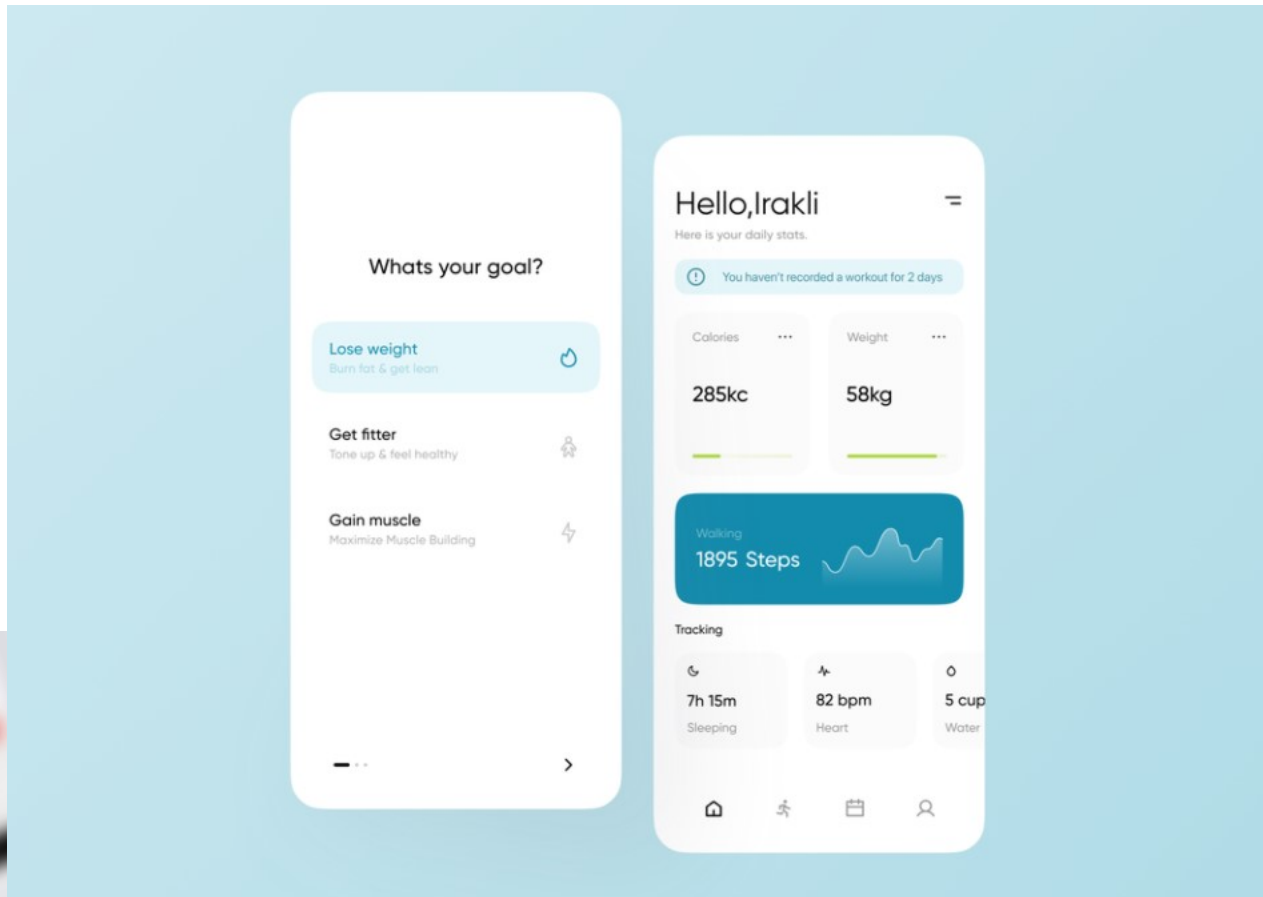 Whats your goal?
Lose weight
Burn fat & get lean
Get fitter
Tone up & feel healthy
Gain muscle
Maximize Muscle Building
Hello,Irakli
Here is your daily stats.
You haven't recorded a workout for 2 days
Calories
285kc
Weight
58kg
Walking
1895 Steps
Tracking
7h 15m
Sleeping
82 bpm
Heart
5 cup
Water